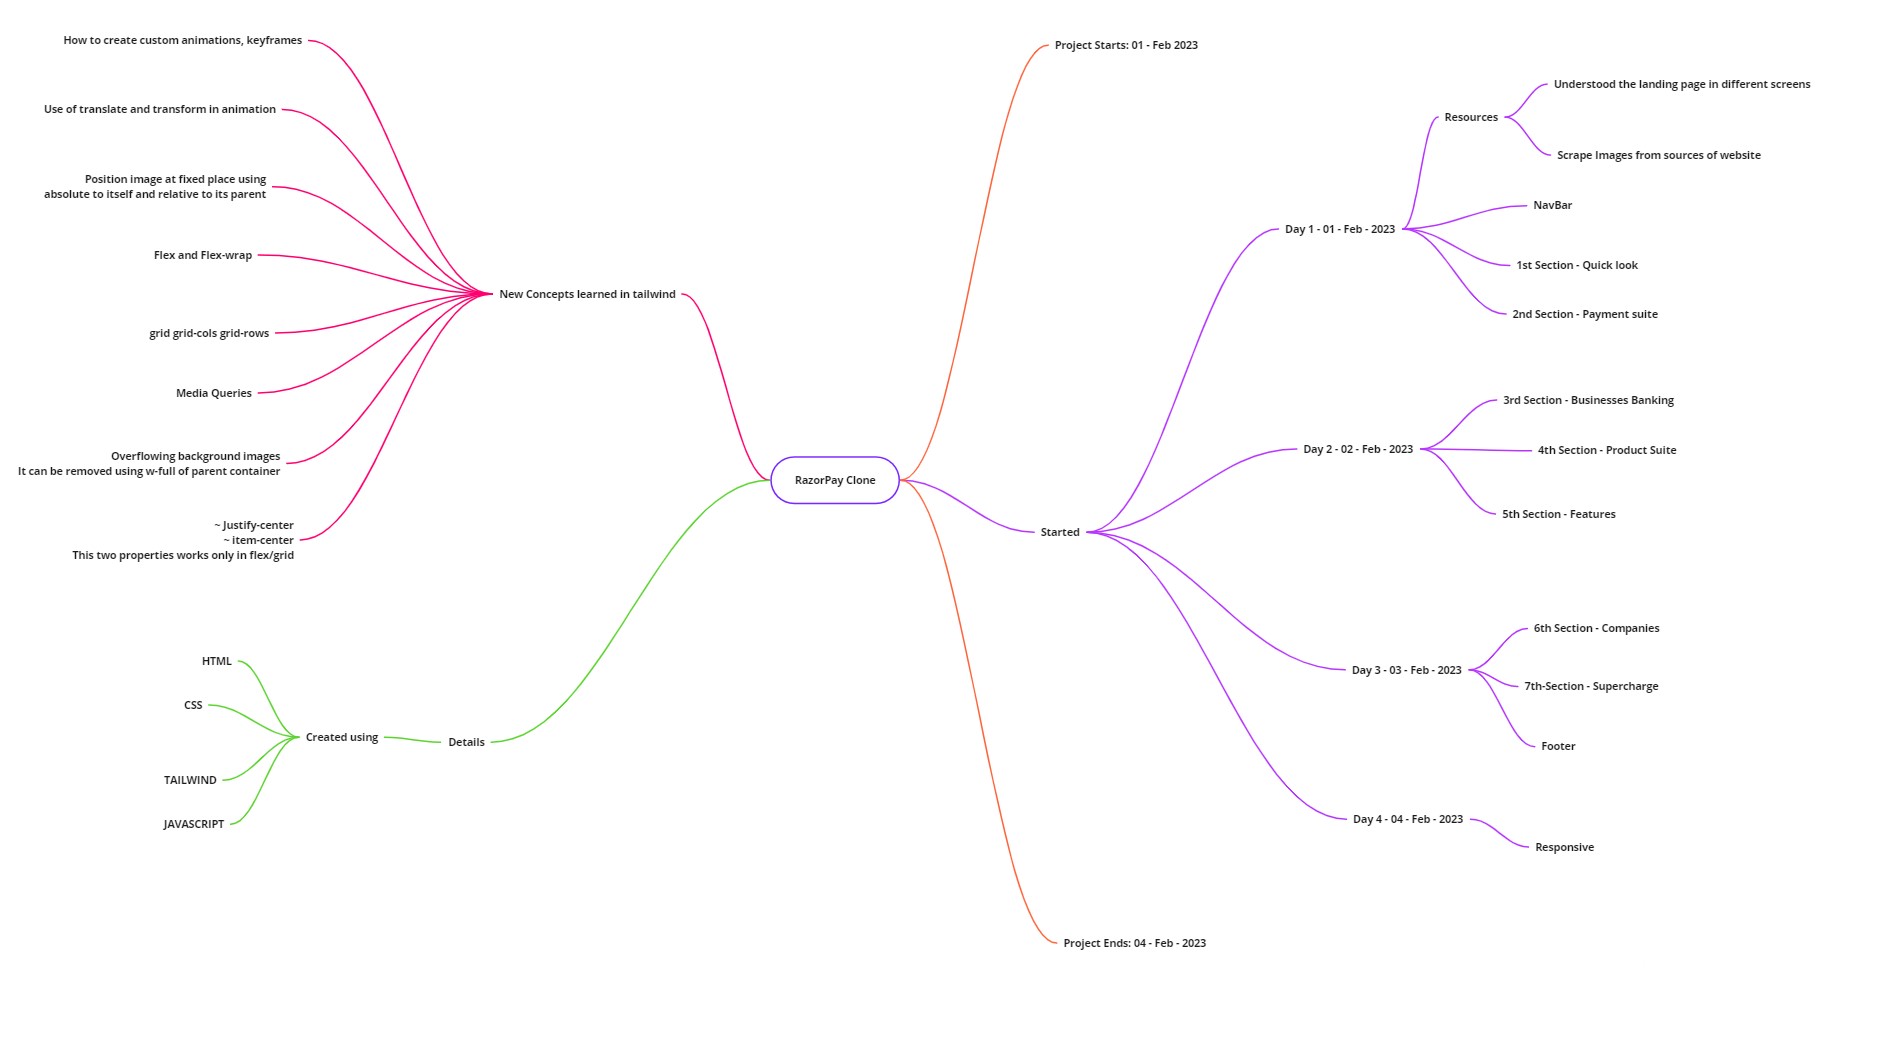 How to create custom animations, keyframes
Use of translate and transform in animation
Position image at fixed place using
absolute to itself and relative to its parent
Flex and Flex-wrap
New Concepts learned in tailwind
grid grid-cols grid-rows
Media Queries
Overflowing background images
It can be removed using w-full of parent container
~ Justify-center
~ item-center
This two properties works only in flex/grid
HTML
CSS
Created using
Details
TAILWIND
JAVASCRIPT
RazorPay Clone
Project Starts: 01 - Feb 2023
Started
Day 1 - 01 - Feb - 2023
Resources
Understood the landing page in different screens
Scrape Images from sources of website
NavBar
1st Section - Quick look
2nd Section - Payment suite
Day 2 - 02 - Feb - 2023
3rd Section - Businesses Banking
4th Section - Product Suite
5th Section - Features
Day 3 - 03 - Feb - 2023
6th Section - Companies
7th-Section - Supercharge
Footer
Day 4 - 04 - Feb - 2023
Responsive
Project Ends: 04 - Feb - 2023